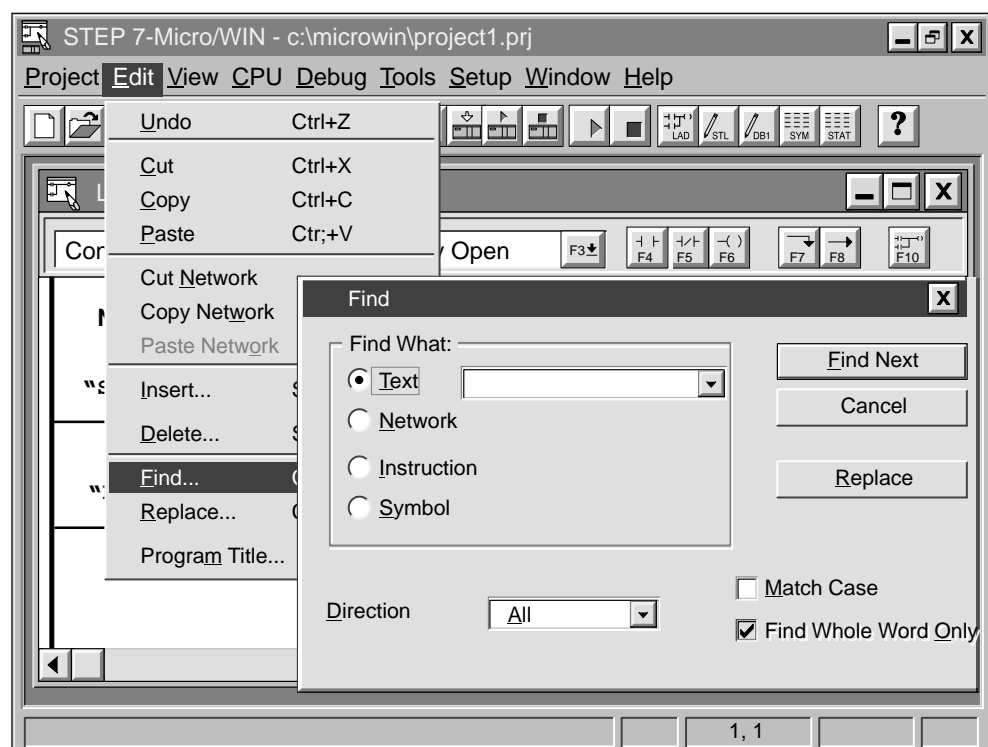 STEP 7-Micro/WIN - c:\microwin\project1.prj
Project Edit View CPU Debug Tools Setup Window Help
Undo Ctrl+Z
LAD STL DB1 SYM STAT ?
Cut Ctrl+X
Copy Ctrl+C
Paste Ctr;+V
Open F3 F4 F5 F6 F7 F8 F10
Cut Network
Copy Network
Paste Network
Insert...
Delete...
Find...
Replace...
Program Title...
Find
Find What:
Text
Network
Instruction
Symbol
Find Next
Cancel
Replace
Direction All
Match Case
Find Whole Word Only
1, 1